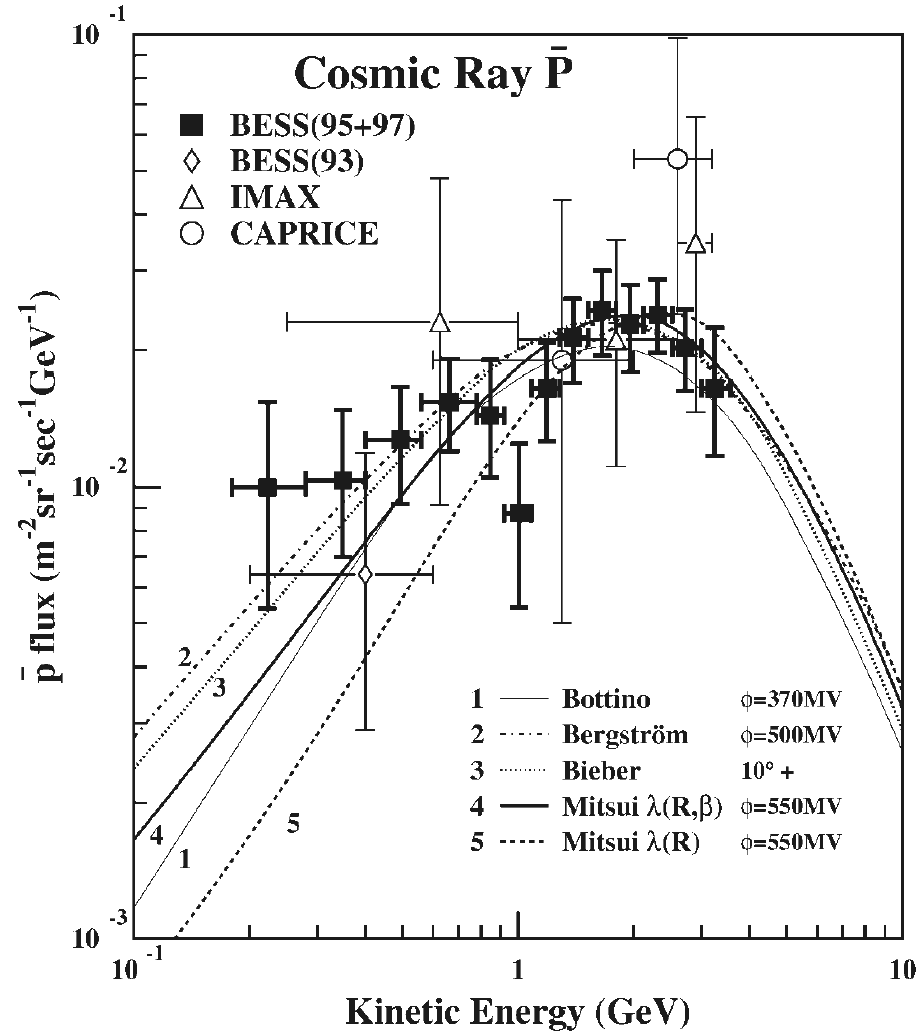 10⁻¹
Cosmic Ray P̄
BESS(95+97)
BESS(93)
IMAX
CAPRICE
p̄ flux (m⁻²sr⁻¹sec⁻¹GeV⁻¹)
10⁻²
2
3
4
1
5
1 Bottino ϕ=370MV
2 Bergström ϕ=500MV
3 Bieber 10° +
4 Mitsui λ(R,β) ϕ=550MV
5 Mitsui λ(R) ϕ=550MV
10⁻³
10⁻¹ 1 10
Kinetic Energy (GeV)